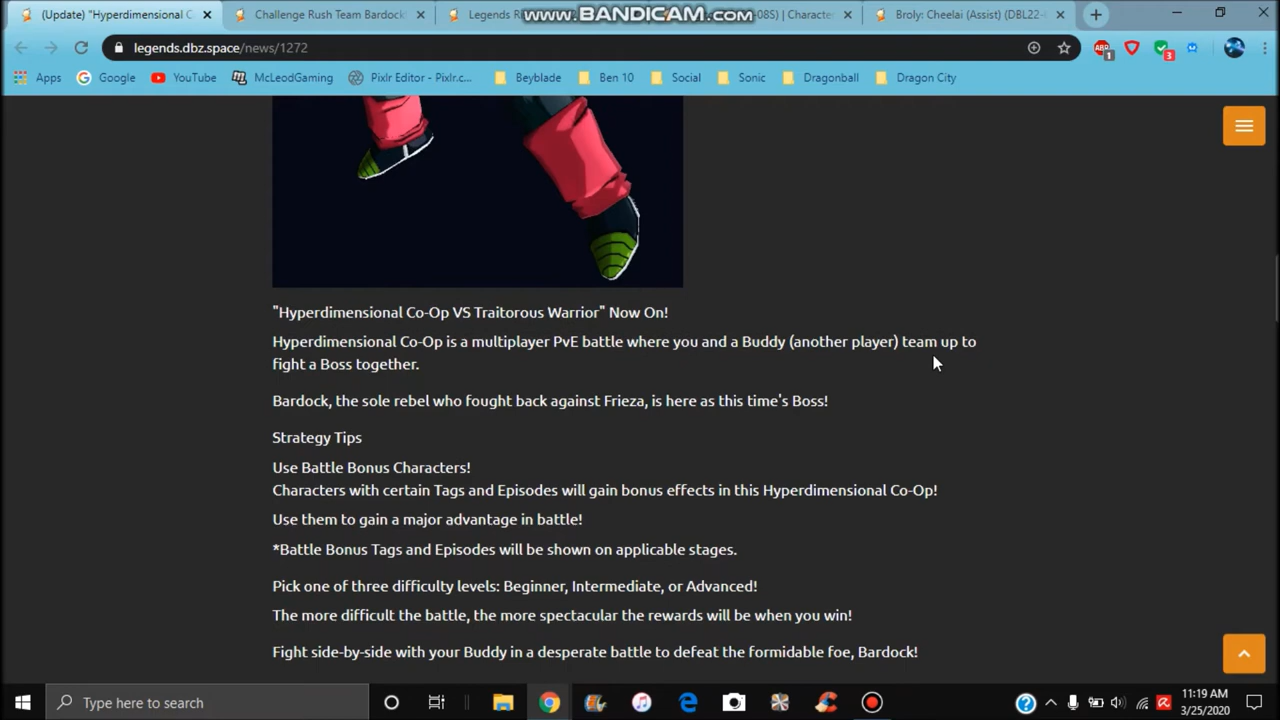 (Update) "Hyperdimensional C
Challenge Rush Team Bardock
Legends R
08S) | Characte
Broly: Cheelai (Assist) (DBL22-
www.BANDICAM.com
legends.dbz.space/news/1272
Apps
Google
YouTube
McLeodGaming
Pixlr Editor - Pixlr.c...
Beyblade
Ben 10
Social
Sonic
Dragonball
Dragon City
"Hyperdimensional Co-Op VS Traitorous Warrior" Now On!
Hyperdimensional Co-Op is a multiplayer PvE battle where you and a Buddy (another player) team up to
fight a Boss together.
Bardock, the sole rebel who fought back against Frieza, is here as this time's Boss!
Strategy Tips
Use Battle Bonus Characters!
Characters with certain Tags and Episodes will gain bonus effects in this Hyperdimensional Co-Op!
Use them to gain a major advantage in battle!
*Battle Bonus Tags and Episodes will be shown on applicable stages.
Pick one of three difficulty levels: Beginner, Intermediate, or Advanced!
The more difficult the battle, the more spectacular the rewards will be when you win!
Fight side-by-side with your Buddy in a desperate battle to defeat the formidable foe, Bardock!
Type here to search
11:19 AM
3/25/2020